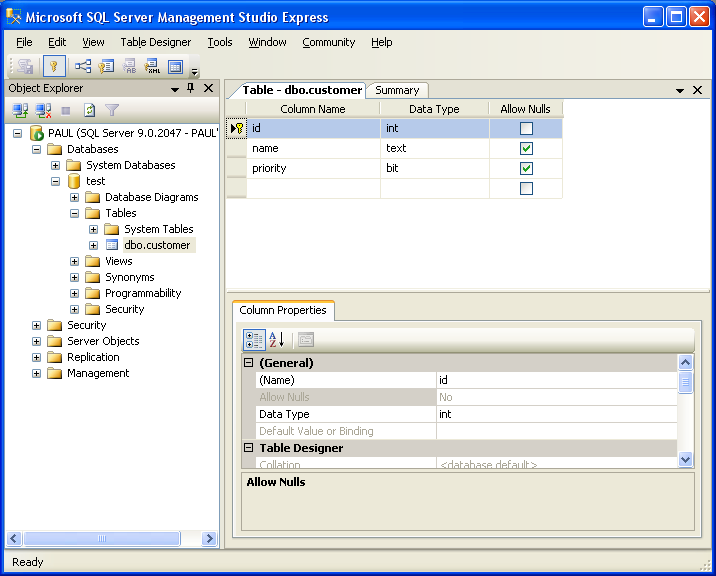 Microsoft SQL Server Management Studio Express
File Edit View Table Designer Tools Window Community Help
AB XML
Object Explorer
PAUL (SQL Server 9.0.2047 - PAUL
Databases
System Databases
test
Database Diagrams
Tables
System Tables
dbo.customer
Views
Synonyms
Programmability
Security
Security
Server Objects
Replication
Management
Table - dbo.customer Summary
Column Name Data Type Allow Nulls
id int
name text
priority bit
Column Properties
A Z
(General)
(Name) id
Allow Nulls No
Data Type int
Default Value or Binding
Table Designer
Collation <database default>
Allow Nulls
Ready